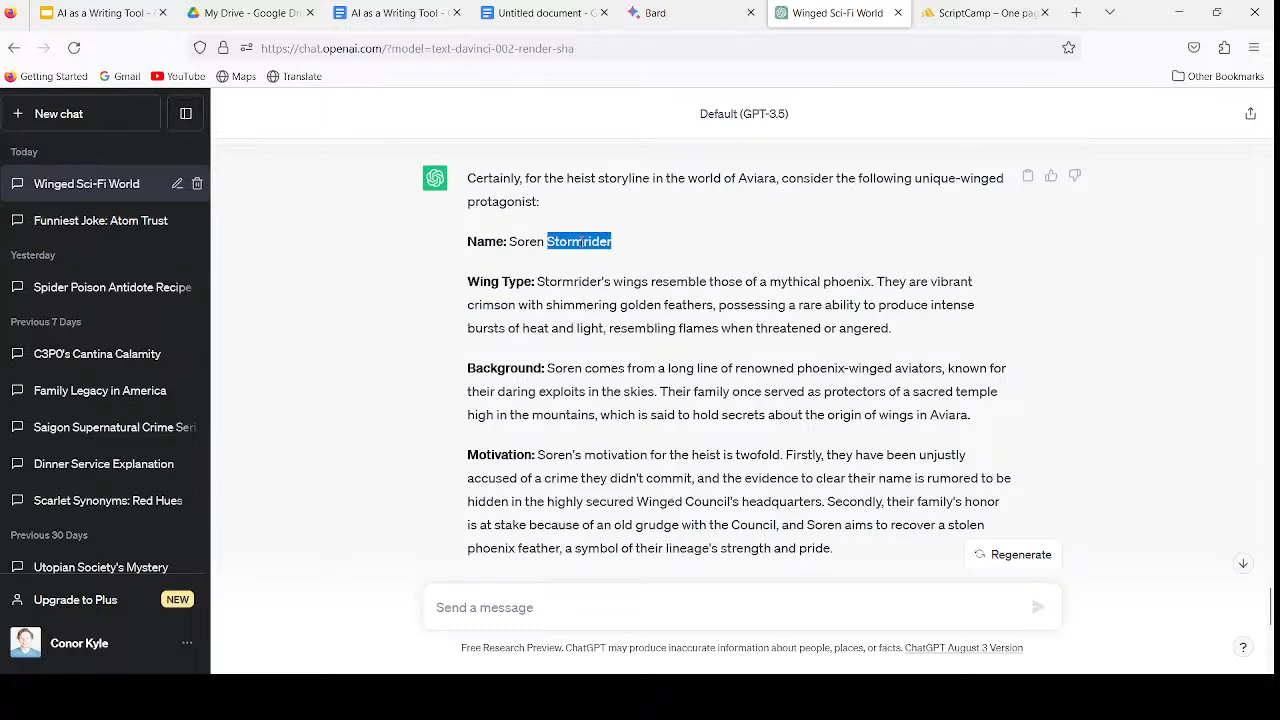 AI as a Writing Tool - C
My Drive - Google Dri
AI as a Writing Tool - C
Untitled document - G
Bard
Winged Sci-Fi World
ScriptCamp – One pa
https://chat.openai.com/?model=text-davinci-002-render-sha
Getting Started
Gmail
YouTube
Maps
Translate
Other Bookmarks
New chat
Today
Winged Sci-Fi World
Funniest Joke: Atom Trust
Yesterday
Spider Poison Antidote Recipe
Previous 7 Days
C3P0's Cantina Calamity
Family Legacy in America
Saigon Supernatural Crime Seri
Dinner Service Explanation
Scarlet Synonyms: Red Hues
Previous 30 Days
Utopian Society's Mystery
Upgrade to Plus
NEW
Conor Kyle
Default (GPT-3.5)
Certainly, for the heist storyline in the world of Aviara, consider the following unique-winged
protagonist:
Name: Soren Stormrider
Wing Type: Stormrider's wings resemble those of a mythical phoenix. They are vibrant
crimson with shimmering golden feathers, possessing a rare ability to produce intense
bursts of heat and light, resembling flames when threatened or angered.
Background: Soren comes from a long line of renowned phoenix-winged aviators, known for
their daring exploits in the skies. Their family once served as protectors of a sacred temple
high in the mountains, which is said to hold secrets about the origin of wings in Aviara.
Motivation: Soren's motivation for the heist is twofold. Firstly, they have been unjustly
accused of a crime they didn't commit, and the evidence to clear their name is rumored to be
hidden in the highly secured Winged Council's headquarters. Secondly, their family's honor
is at stake because of an old grudge with the Council, and Soren aims to recover a stolen
phoenix feather, a symbol of their lineage's strength and pride.
Regenerate
Send a message
Free Research Preview. ChatGPT may produce inaccurate information about people, places, or facts. ChatGPT August 3 Version
?